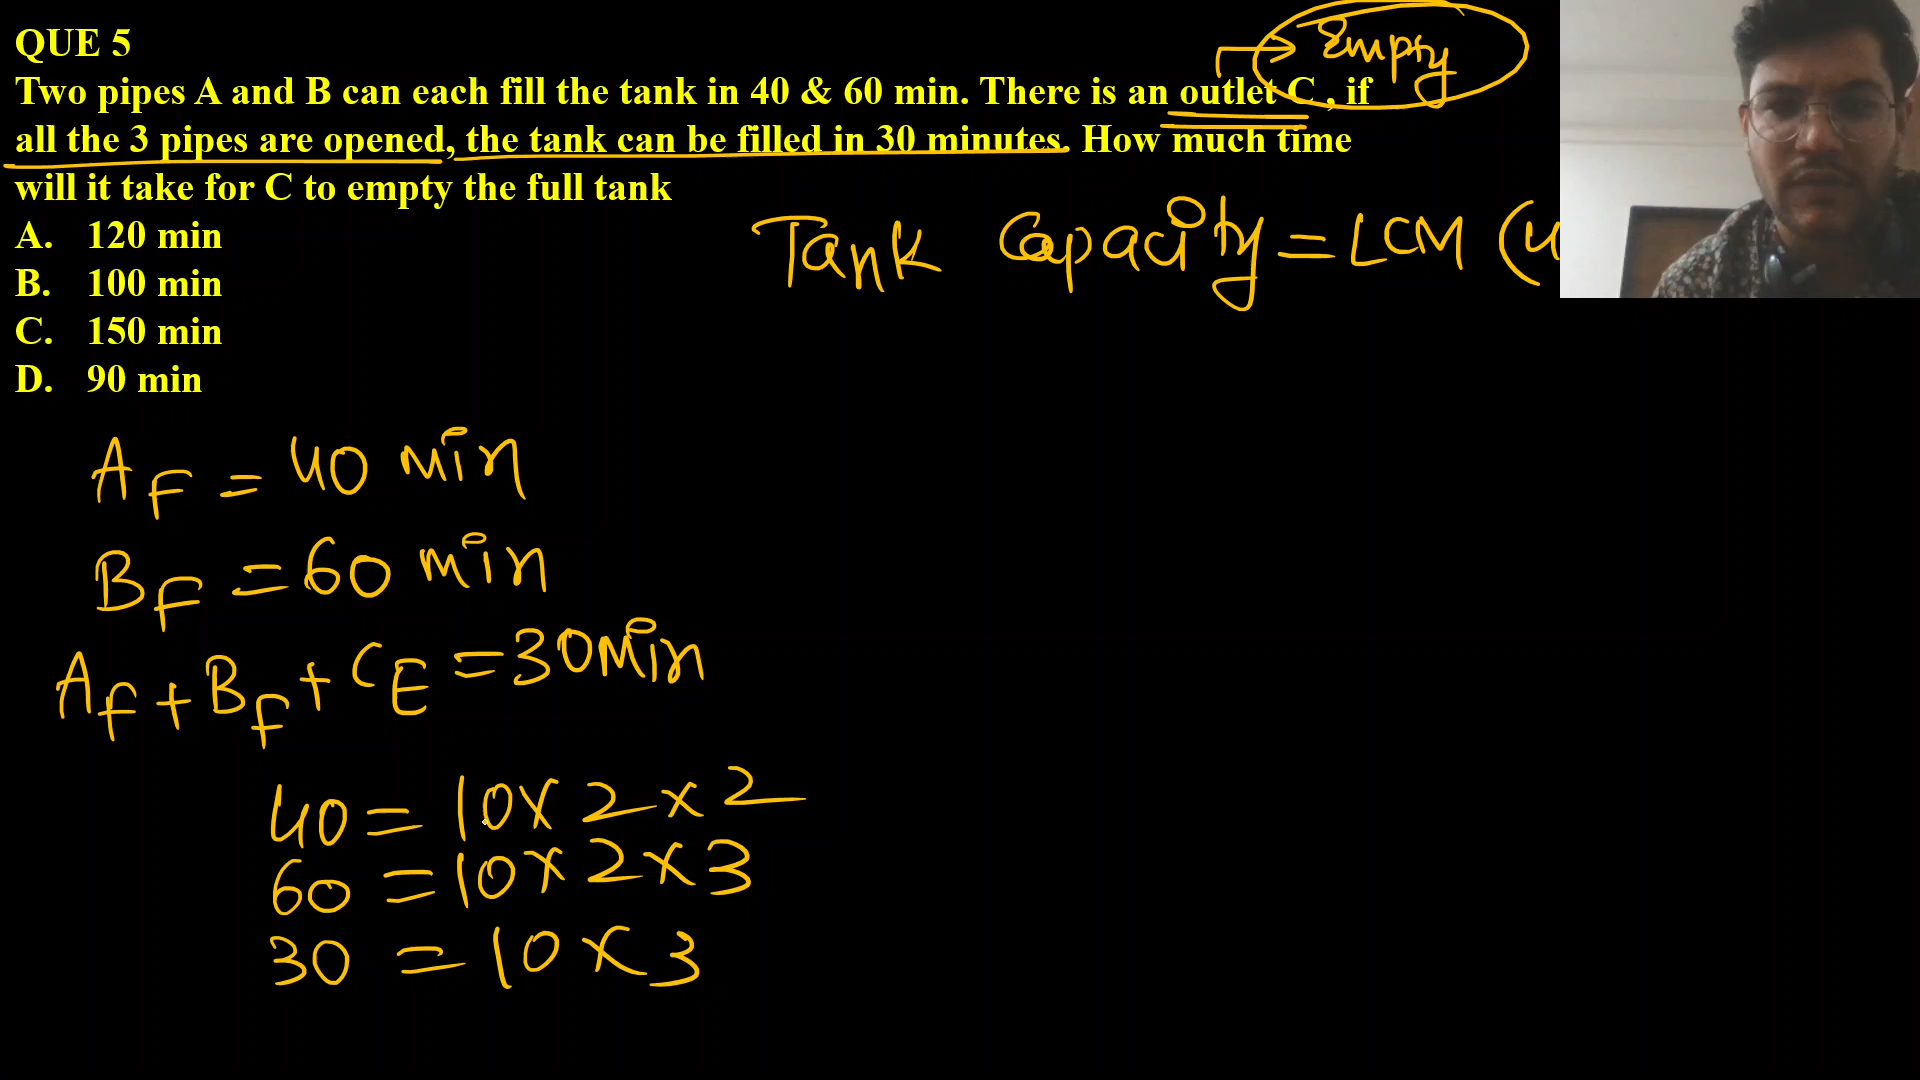 QUE 5
Empty
Two pipes A and B can each fill the tank in 40 & 60 min. There is an outlet C , if
all the 3 pipes are opened, the tank can be filled in 30 minutes. How much time
will it take for C to empty the full tank
A. 120 min
B. 100 min
C. 150 min
D. 90 min
Tank Capacity = LCM (4
AF = 40 min
BF = 60 min
AF + BF + CE = 30 Min
40 = 10 × 2 × 2
60 = 10 × 2 × 3
30 = 10 × 3